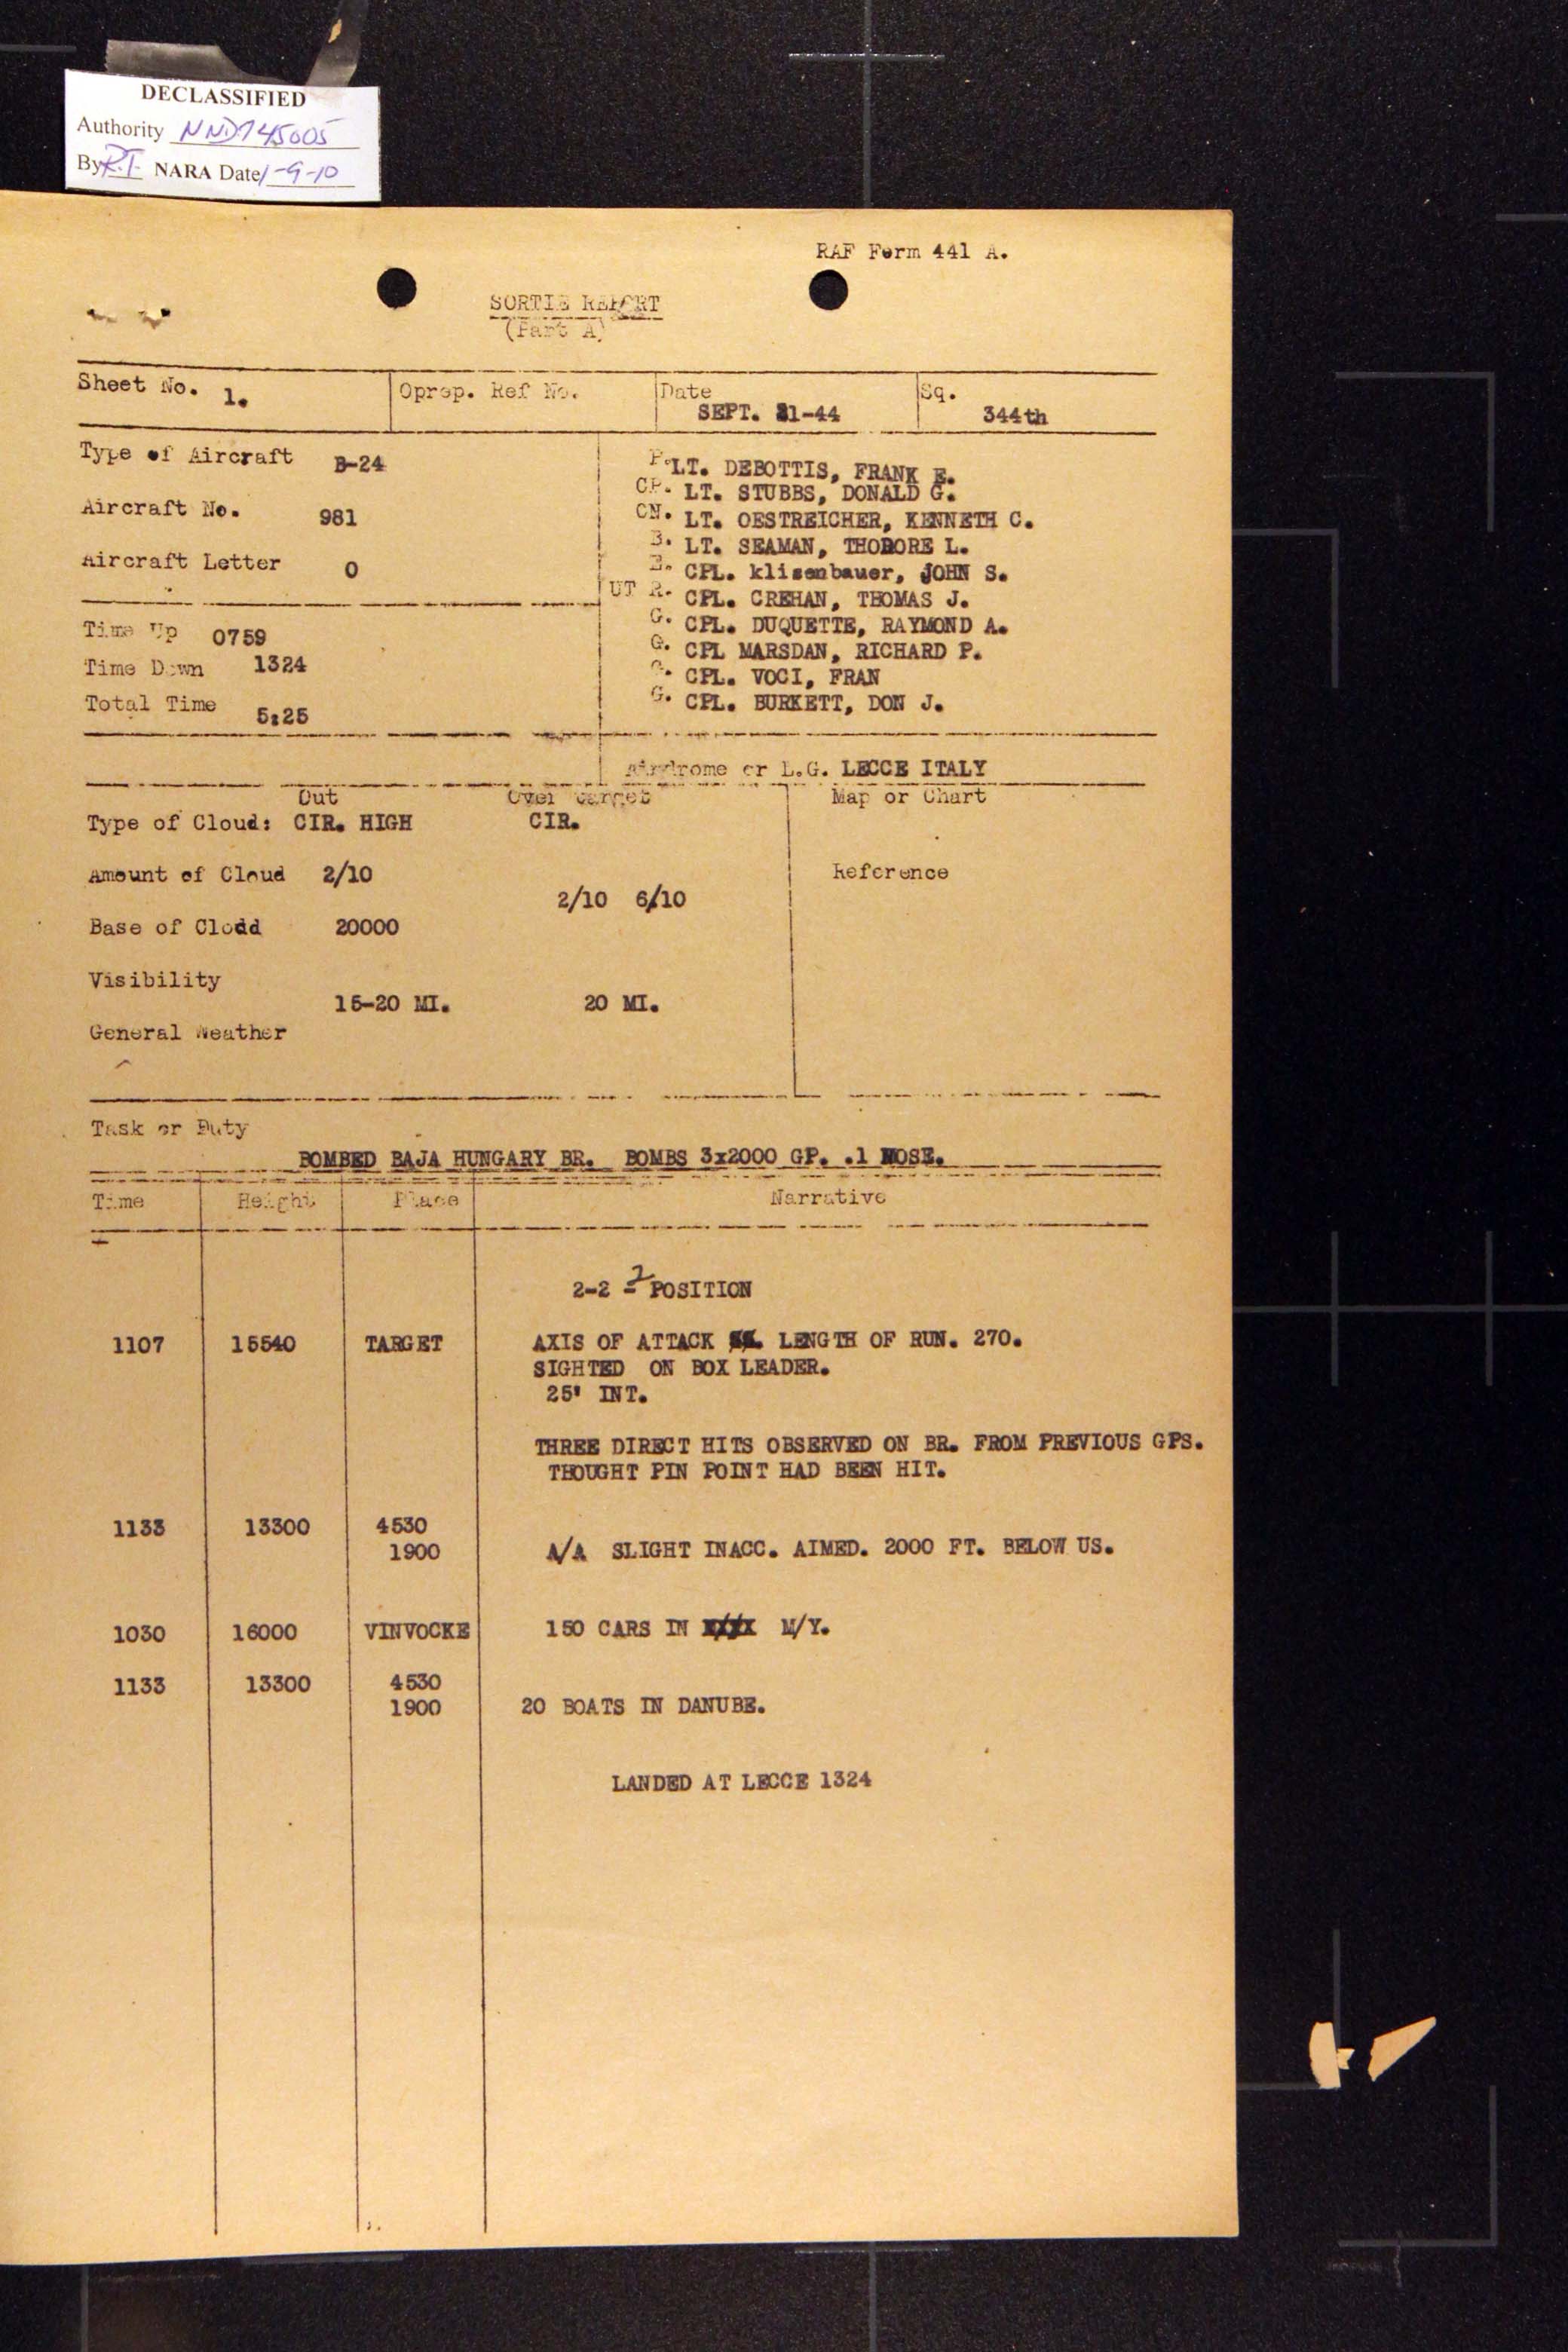 DECLASSIFIED
Authority NND745005
By R.T. NARA Date 1-9-10
RAF Form 441 A.
SORTIE REPORT
(Part A)
Sheet No. 1.
Oprep. Ref No.
Date SEPT. 21-44
Sq. 344th
Type of Aircraft B-24
Aircraft No. 981
Aircraft Letter O
Time Up 0759
Time Down 1324
Total Time 5:25
P. LT. DEBOTTIS, FRANK E.
CP. LT. STUBBS, DONALD G.
CN. LT. OESTREICHER, KENNETH C.
B. LT. SEAMAN, THODORE L.
E. CPL. klisenbauer, JOHN S.
UT R. CPL. CREHAN, THOMAS J.
G. CPL. DUQUETTE, RAYMOND A.
G. CPL MARSDAN, RICHARD P.
G. CPL. VOCI, FRAN
G. CPL. BURKETT, DON J.
Airdrome or L.G. LECCE ITALY
Out Over target Map or Chart
Type of Cloud: CIR. HIGH CIR.
Amount of Cloud 2/10 Reference
2/10 6/10
Base of Clodd 20000
Visibility
15-20 MI. 20 MI.
General Weather
Task or Duty
BOMBED BAJA HUNGARY BR. BOMBS 3x2000 GP. .1 NOSE.
Time Height Place Narrative
2-2-2 POSITION
1107 15540 TARGET AXIS OF ATTACK LENGTH OF RUN. 270.
SIGHTED ON BOX LEADER.
25' INT.
THREE DIRECT HITS OBSERVED ON BR. FROM PREVIOUS GPS.
THOUGHT PIN POINT HAD BEEN HIT.
1133 13300 4530
1900 A/A SLIGHT INACC. AIMED. 2000 FT. BELOW US.
1030 16000 VINVOCKE 150 CARS IN M/Y.
1133 13300 4530
1900 20 BOATS IN DANUBE.
LANDED AT LECCE 1324